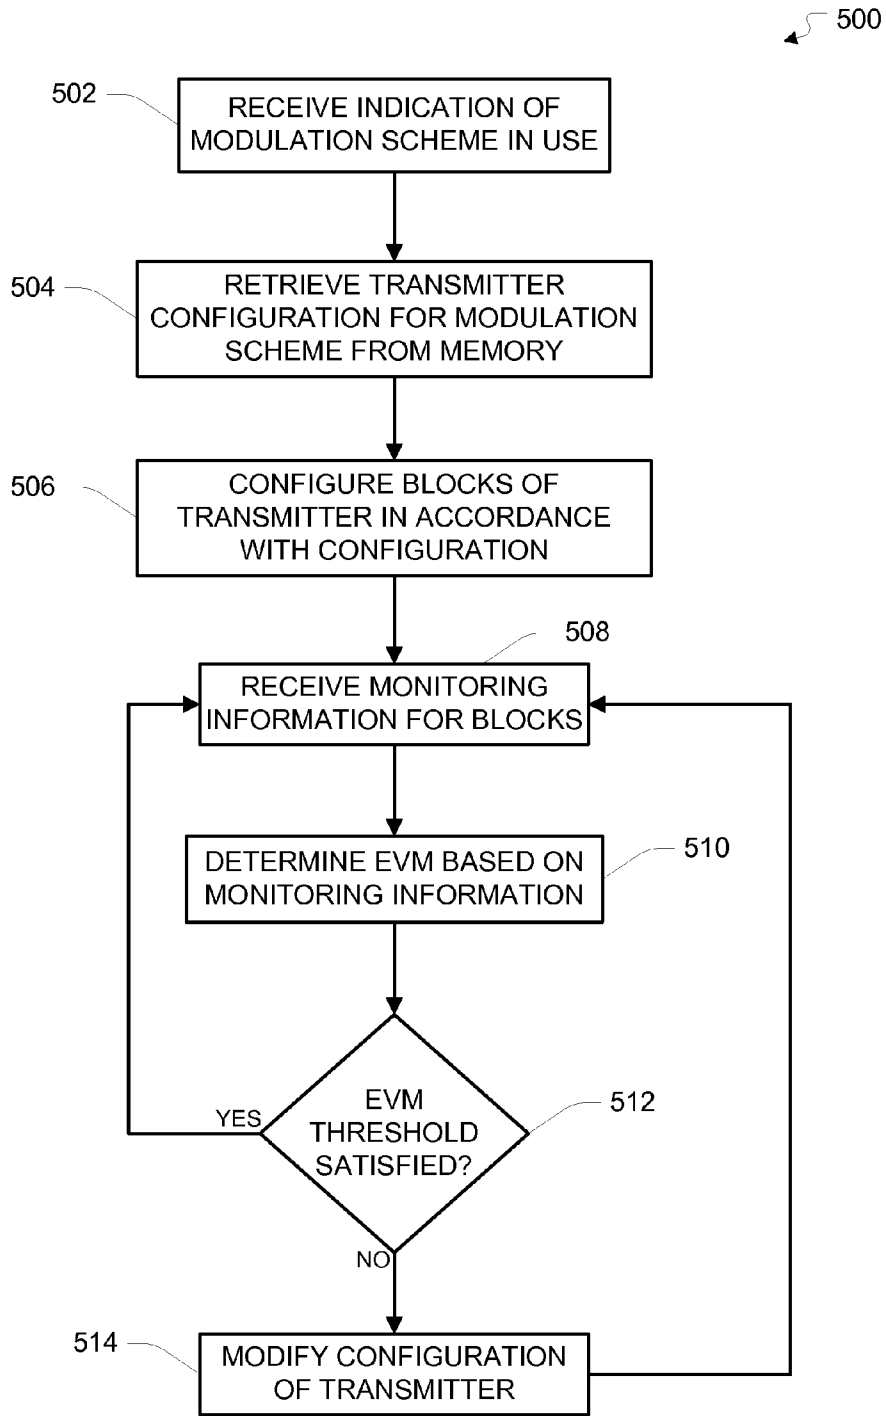 500
502
RECEIVE INDICATION OF
MODULATION SCHEME IN USE
504
RETRIEVE TRANSMITTER
CONFIGURATION FOR MODULATION
SCHEME FROM MEMORY
506
CONFIGURE BLOCKS OF
TRANSMITTER IN ACCORDANCE
WITH CONFIGURATION
508
RECEIVE MONITORING
INFORMATION FOR BLOCKS
510
DETERMINE EVM BASED ON
MONITORING INFORMATION
512
EVM
THRESHOLD
SATISFIED?
YES
NO
514
MODIFY CONFIGURATION
OF TRANSMITTER